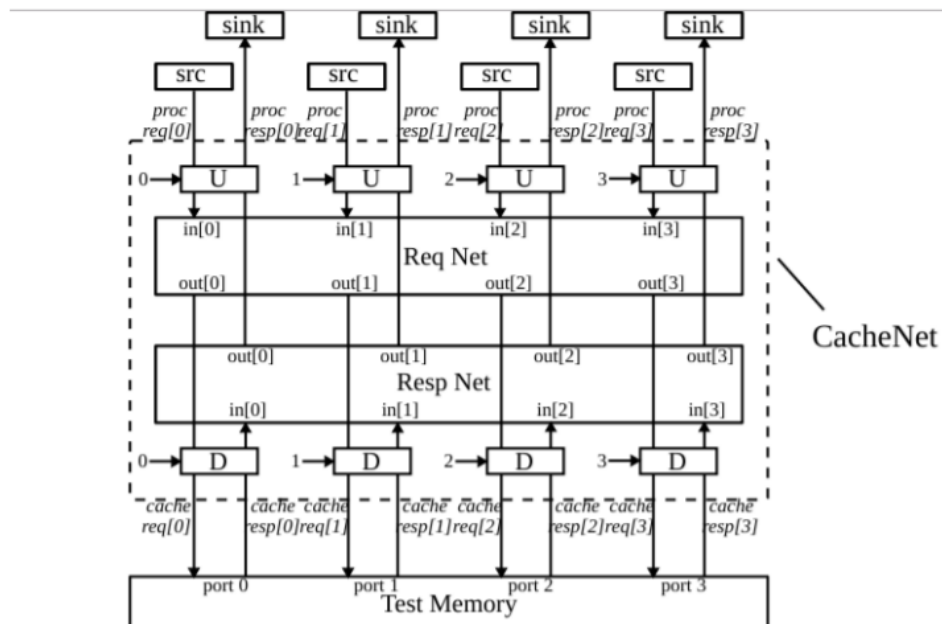 sink sink sink sink
src src src src
proc proc proc proc proc proc proc proc
req[0] resp[0] req[1] resp[1] req[2] resp[2] req[3] resp[3]
0 U 1 U 2 U 3 U
in[0] in[1] in[2] in[3]
Req Net
out[0] out[1] out[2] out[3]
CacheNet
out[0] out[1] out[2] out[3]
Resp Net
in[0] in[1] in[2] in[3]
0 D 1 D 2 D 3 D
cache cache cache cache cache cache cache cache
req[0] resp[0] req[1] resp[1] req[2] resp[2] req[3] resp[3]
port 0 port 1 port 2 port 3
Test Memory